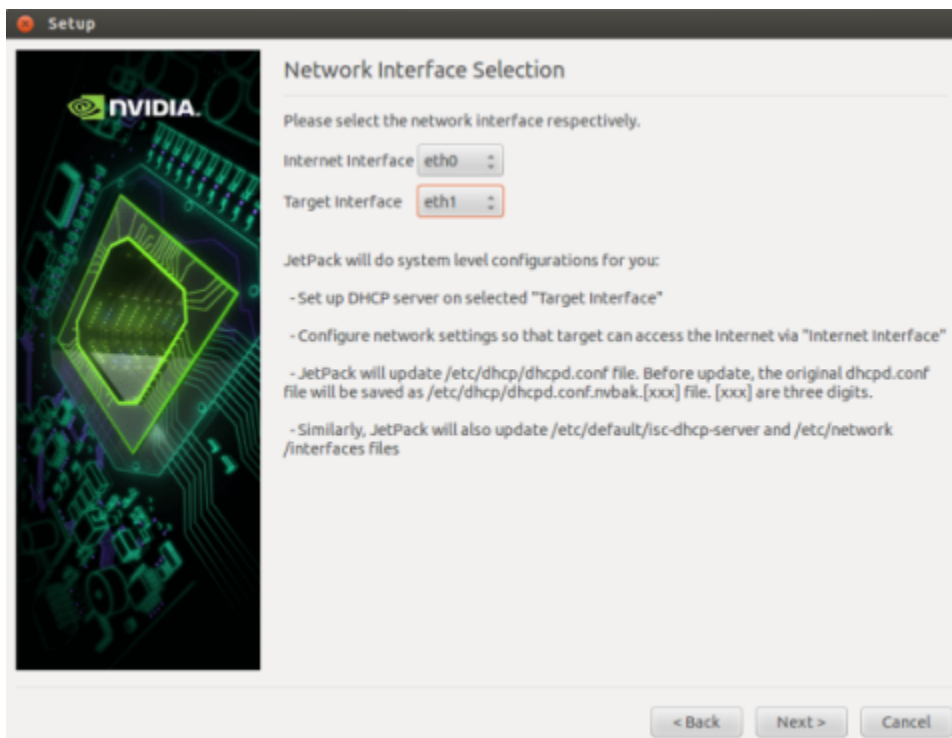 Setup
NVIDIA.
Network Interface Selection
Please select the network interface respectively.
Internet Interface eth0
Target Interface eth1
JetPack will do system level configurations for you:
- Set up DHCP server on selected "Target Interface"
- Configure network settings so that target can access the Internet via "Internet Interface"
- JetPack will update /etc/dhcp/dhcpd.conf file. Before update, the original dhcpd.conf
file will be saved as /etc/dhcp/dhcpd.conf.nvbak.[xxx] file. [xxx] are three digits.
- Similarly, JetPack will also update /etc/default/isc-dhcp-server and /etc/network
/interfaces files
< Back Next > Cancel